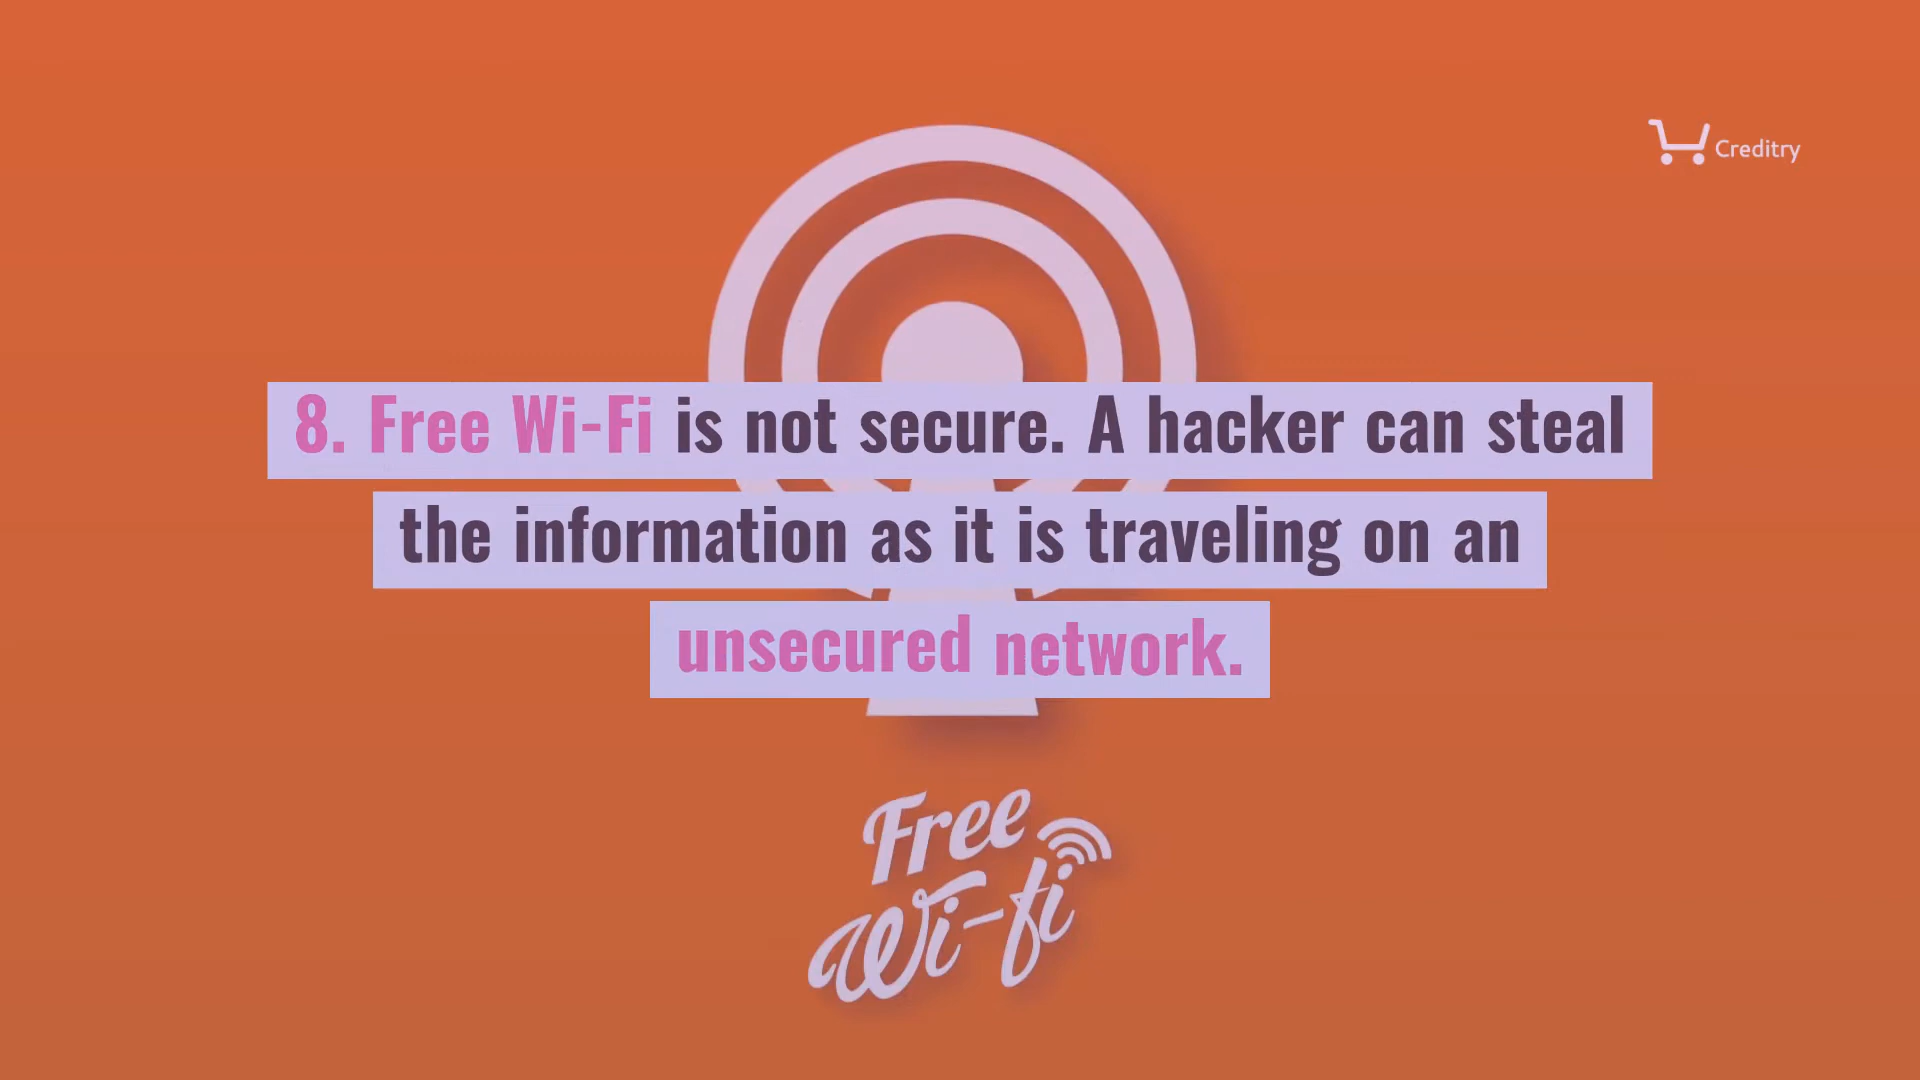 Creditry
8. Free Wi-Fi is not secure. A hacker can steal
the information as it is traveling on an
unsecured network.
Free
Wi-fi